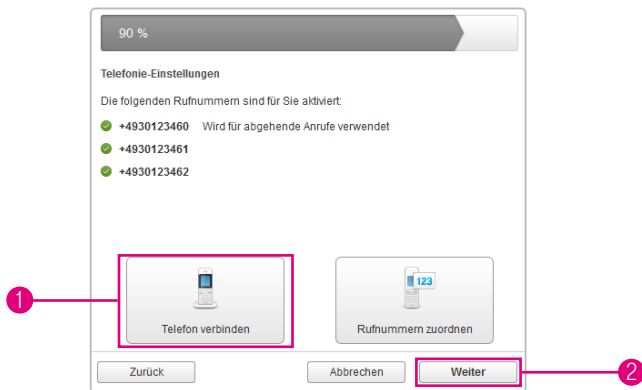 90 %
Telefonie-Einstellungen
Die folgenden Rufnummern sind für Sie aktiviert:
+4930123460 Wird für abgehende Anrufe verwendet
+4930123461
+4930123462
123
1
Telefon verbinden
Rufnummern zuordnen
Zurück
Abbrechen
Weiter
2